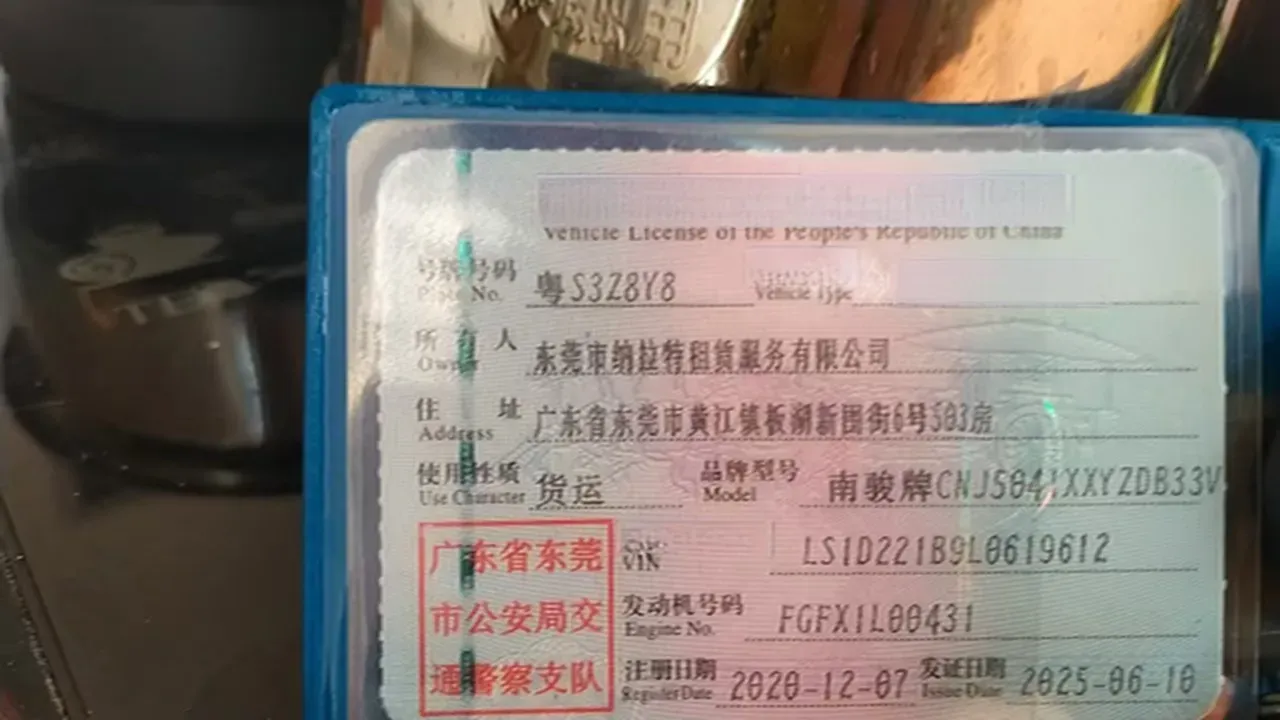 Vehicle License of the People's Republic of China
号牌号码 粤S3Z8Y8
Plate No. Vehicle Type
所有人 东莞市纳拉特租赁服务有限公司
Owner
住址 广东省东莞市黄江镇板湖新围街6号503房
Address
使用性质 货运 品牌型号 南骏牌CNJ5041XXYZDB33V
Use Character Model
广东省东莞 VIN LS1D221B9L0619612
市公安局交 发动机号码 FGFX1L00431
Engine No.
通警察支队 注册日期 2020-12-07 发证日期 2025-06-10
Register Date Issue Date